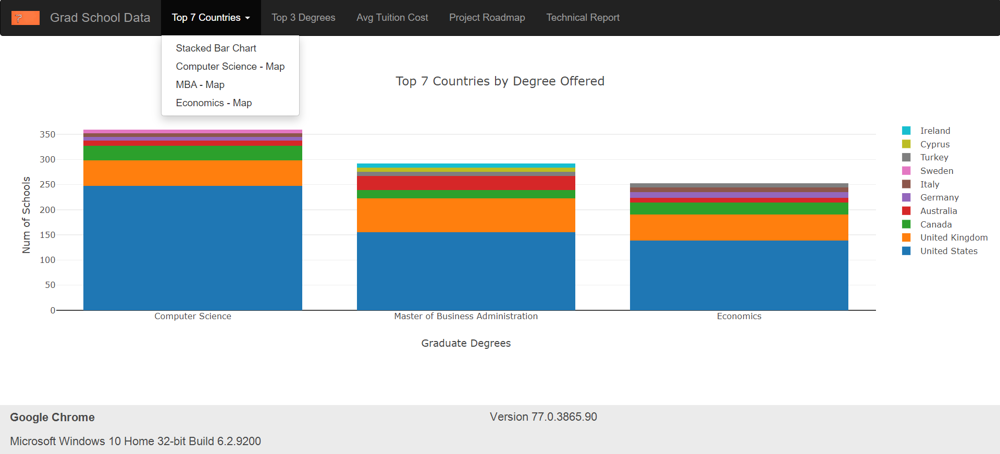 7
Grad School Data
Top 7 Countries
Top 3 Degrees
Avg Tuition Cost
Project Roadmap
Technical Report
Stacked Bar Chart
Computer Science - Map
MBA - Map
Economics - Map
Top 7 Countries by Degree Offered
Num of Schools
350
300
250
200
150
100
50
0
Computer Science
Master of Business Administration
Economics
Graduate Degrees
Ireland
Cyprus
Turkey
Sweden
Italy
Germany
Australia
Canada
United Kingdom
United States
Google Chrome
Version 77.0.3865.90
Microsoft Windows 10 Home 32-bit Build 6.2.9200